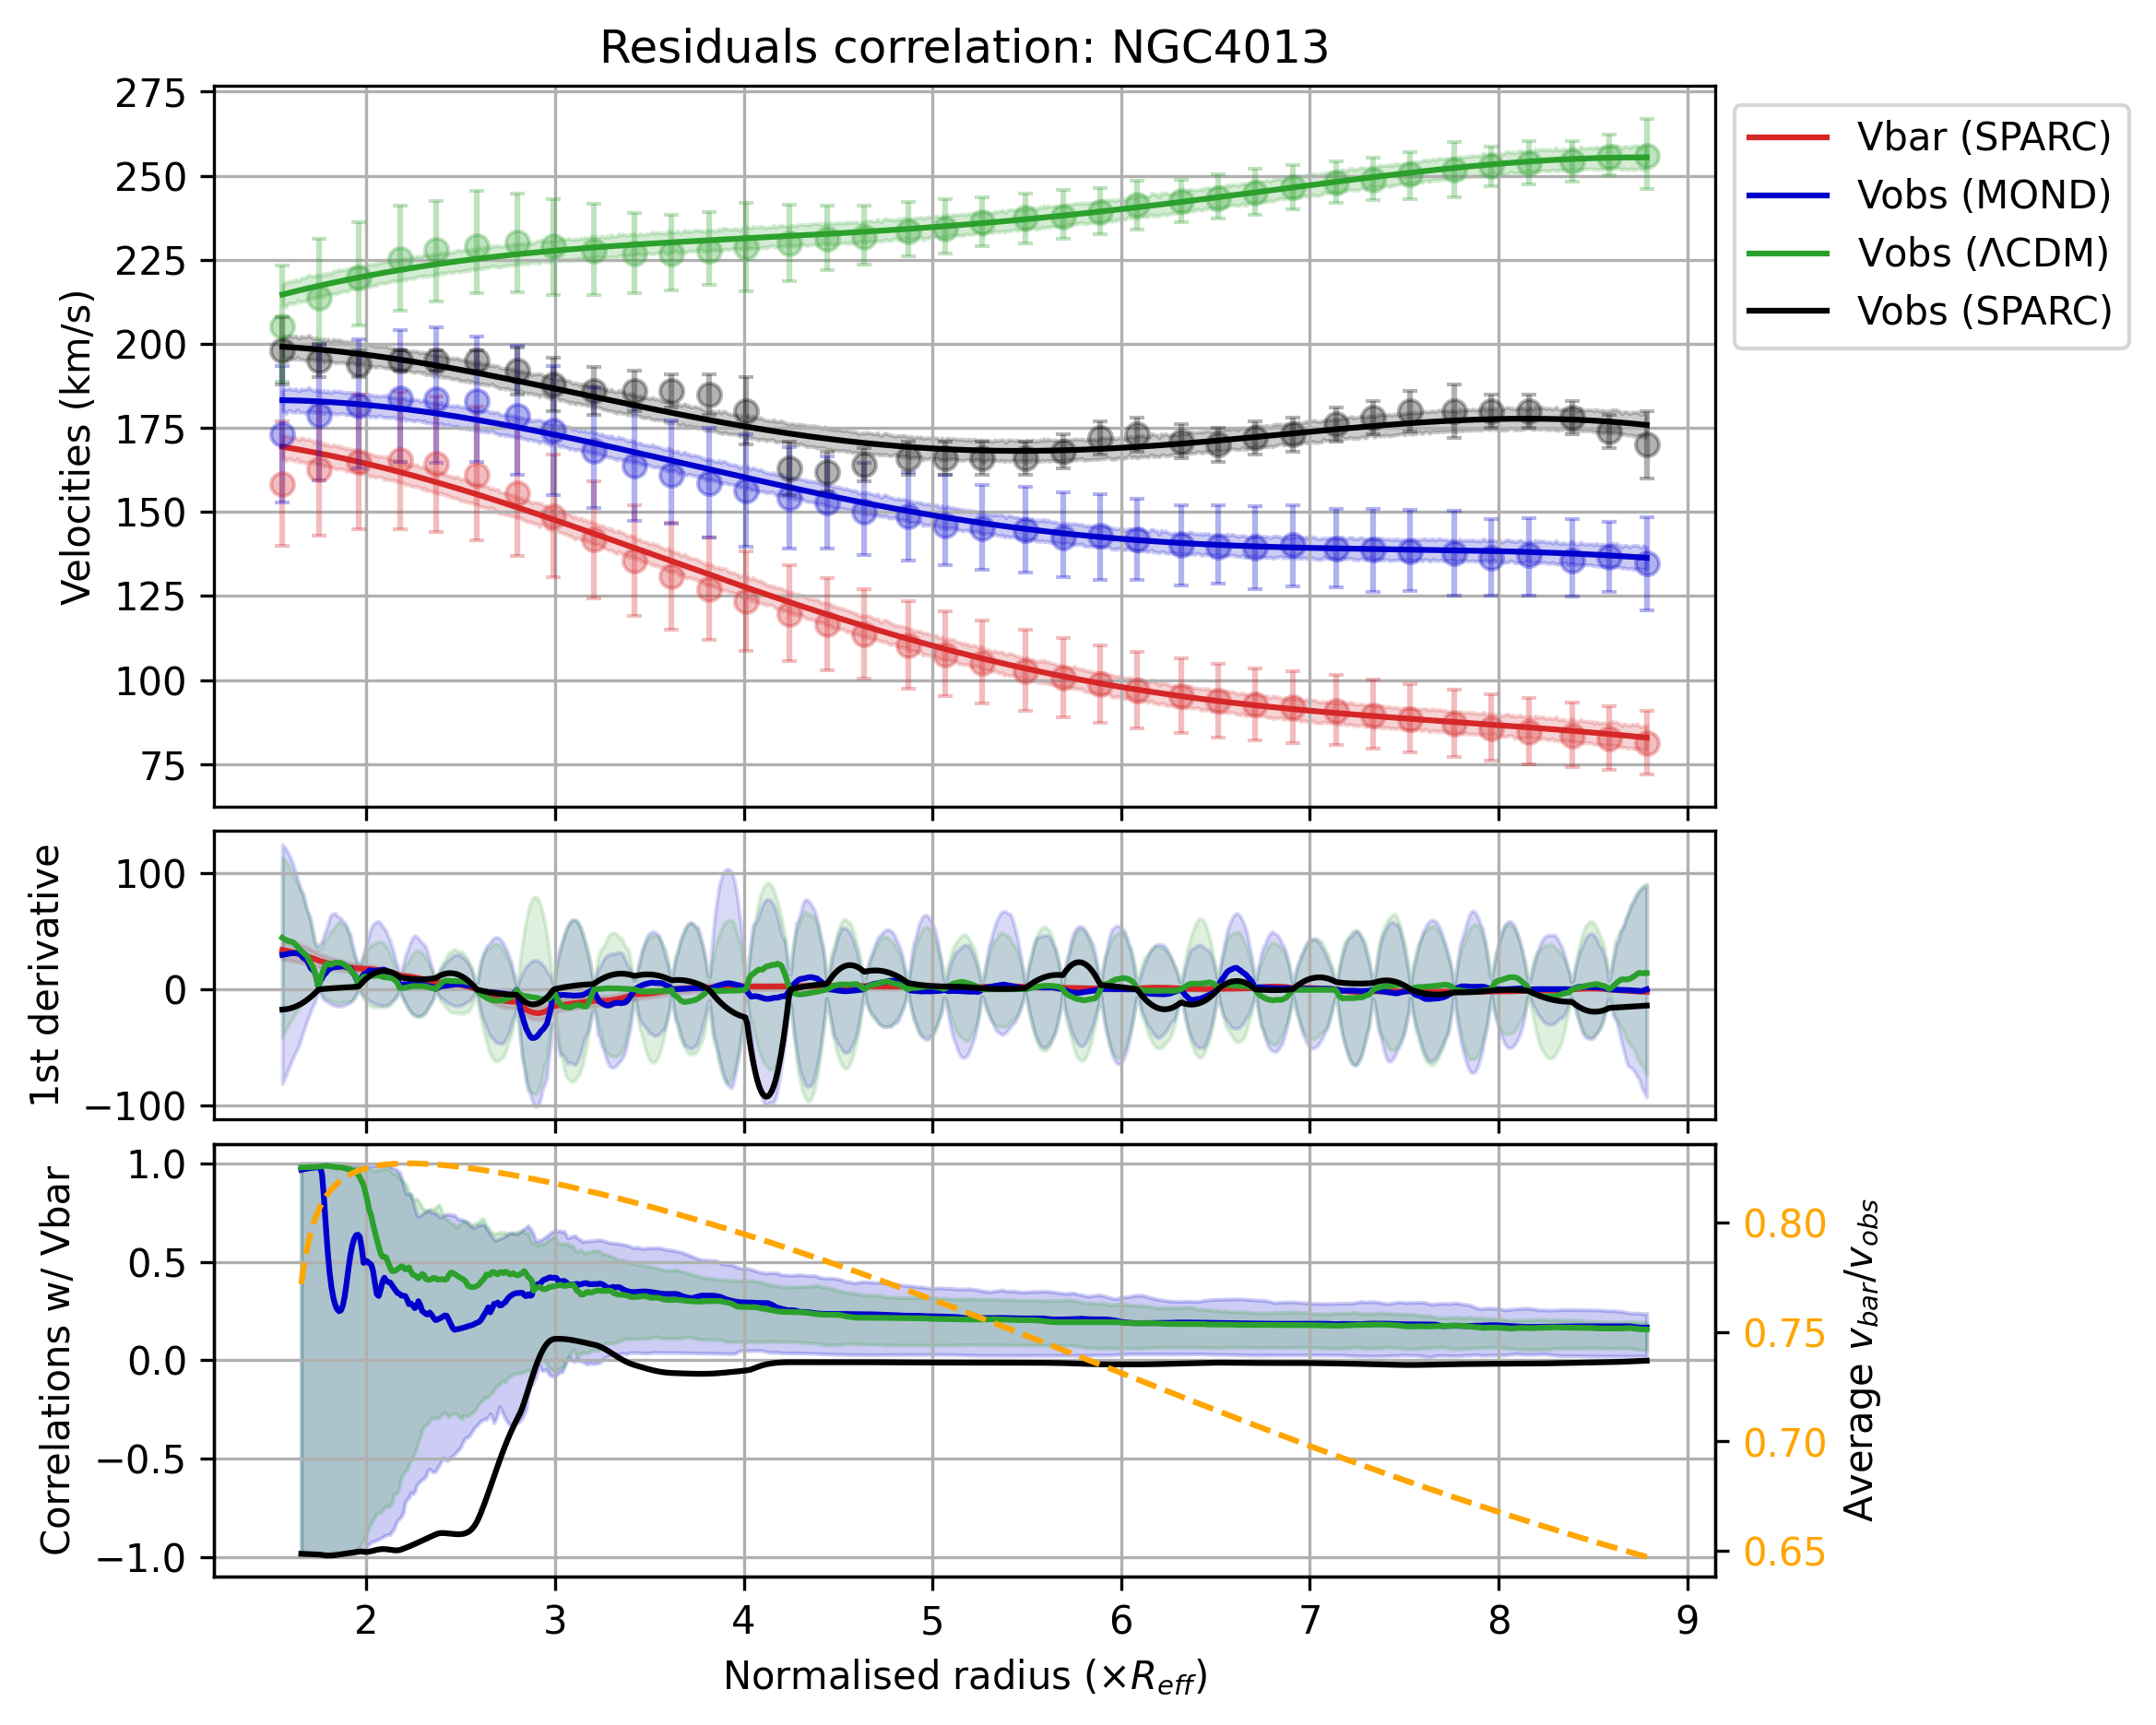 Residuals correlation: NGC4013
275
250
225
200
175
150
125
100
75
Velocities (km/s)
Vbar (SPARC)
Vobs (MOND)
Vobs (ΛCDM)
Vobs (SPARC)
100
0
−100
1st derivative
1.0
0.5
0.0
−0.5
−1.0
Correlations w/ Vbar
0.80
0.75
0.70
0.65
Average v_bar/v_obs
2 3 4 5 6 7 8 9
Normalised radius (×R_eff)